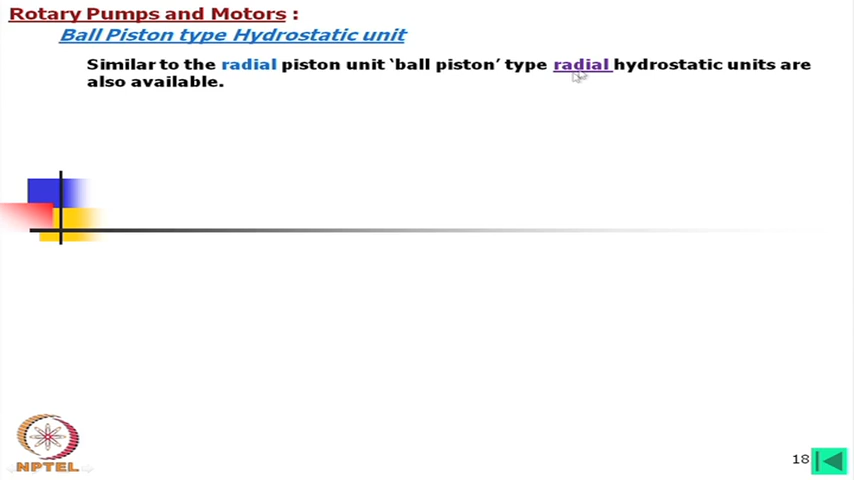 Rotary Pumps and Motors :
Ball Piston type Hydrostatic unit
Similar to the radial piston unit ‘ball piston’ type radial hydrostatic units are
also available.
NPTEL
18